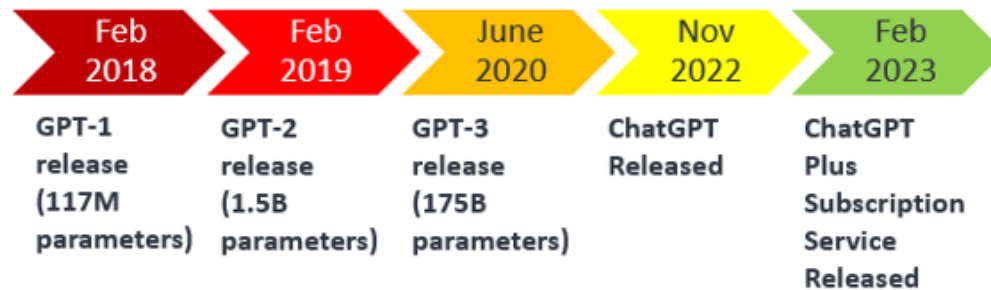 Feb
2018
Feb
2019
June
2020
Nov
2022
Feb
2023
GPT-1
release
(117M
parameters)
GPT-2
release
(1.5B
parameters)
GPT-3
release
(175B
parameters)
ChatGPT
Released
ChatGPT
Plus
Subscription
Service
Released